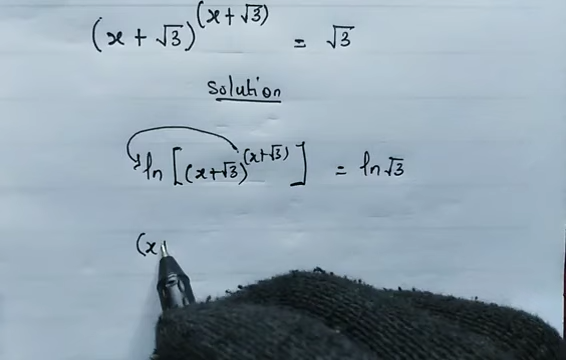 (x + √3)^(x + √3) = √3
Solution
ln [(x+√3)^(x+√3)] = ln √3
(x